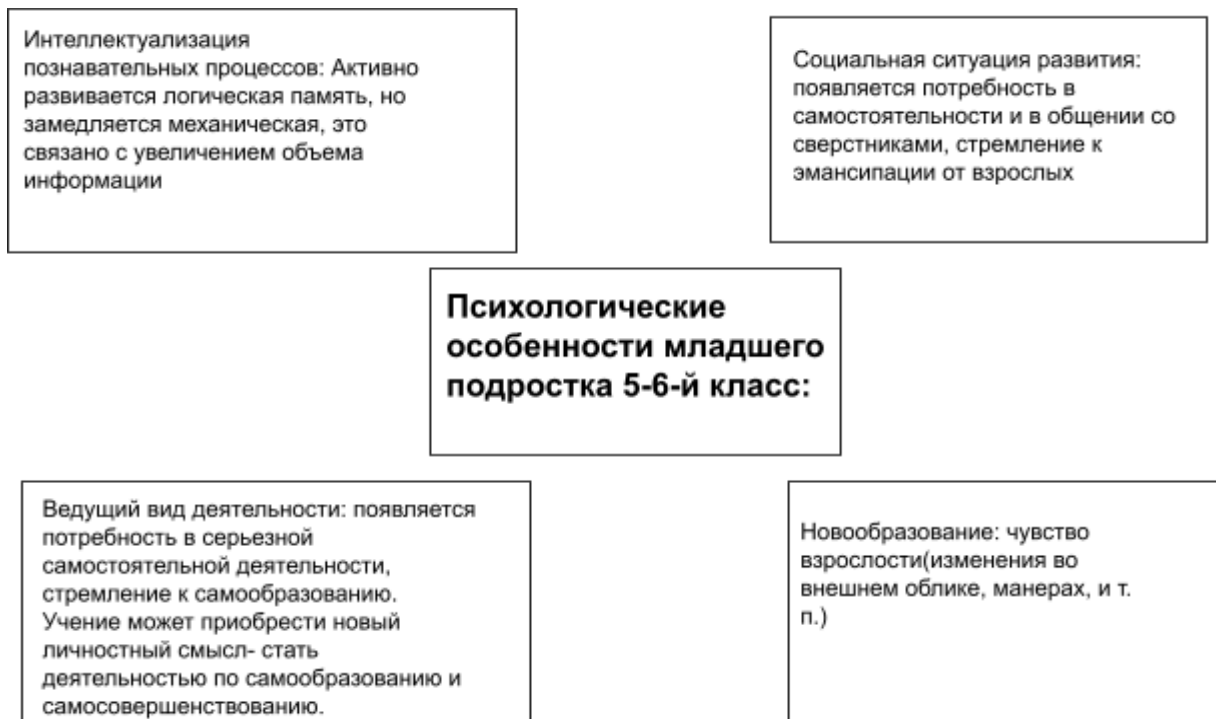 Интеллектуализация
познавательных процессов: Активно
развивается логическая память, но
замедляется механическая, это
связано с увеличением объема
информации
Социальная ситуация развития:
появляется потребность в
самостоятельности и в общении со
сверстниками, стремление к
эмансипации от взрослых
Психологические
особенности младшего
подростка 5-6-й класс:
Ведущий вид деятельности: появляется
потребность в серьезной
самостоятельной деятельности,
стремление к самообразованию.
Учение может приобрести новый
личностный смысл- стать
деятельностью по самообразованию и
самосовершенствованию.
Новообразование: чувство
взрослости(изменения во
внешнем облике, манерах, и т.
п.)